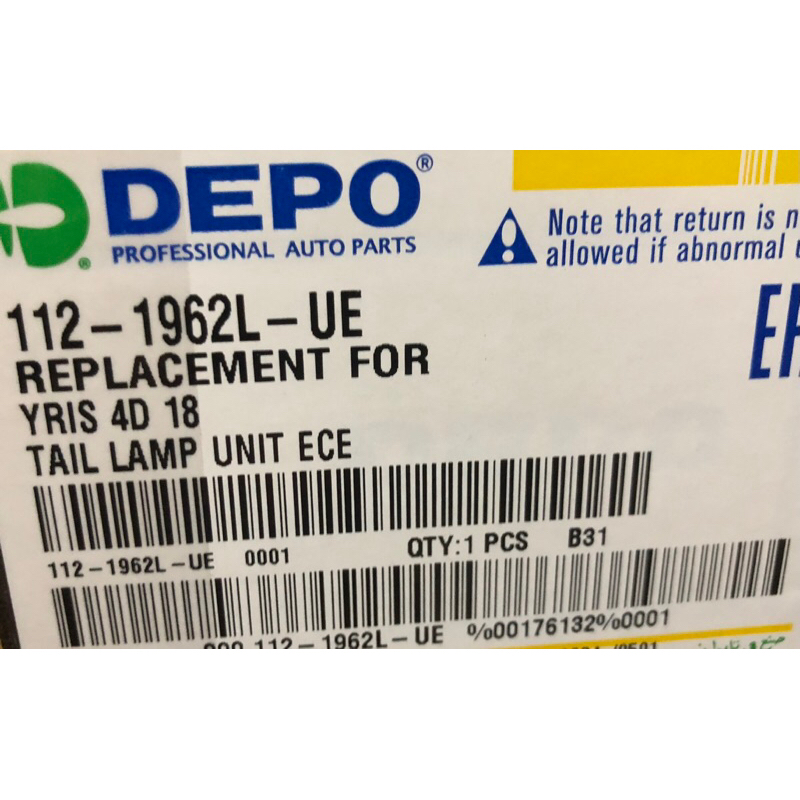 DEPO®
PROFESSIONAL AUTO PARTS
®
Note that return is n
allowed if abnormal
112-1962L-UE
REPLACEMENT FOR
YRIS 4D 18
TAIL LAMP UNIT ECE
112-1962L-UE 0001 QTY:1 PCS B31
112-1962L-UE %00176132%0001